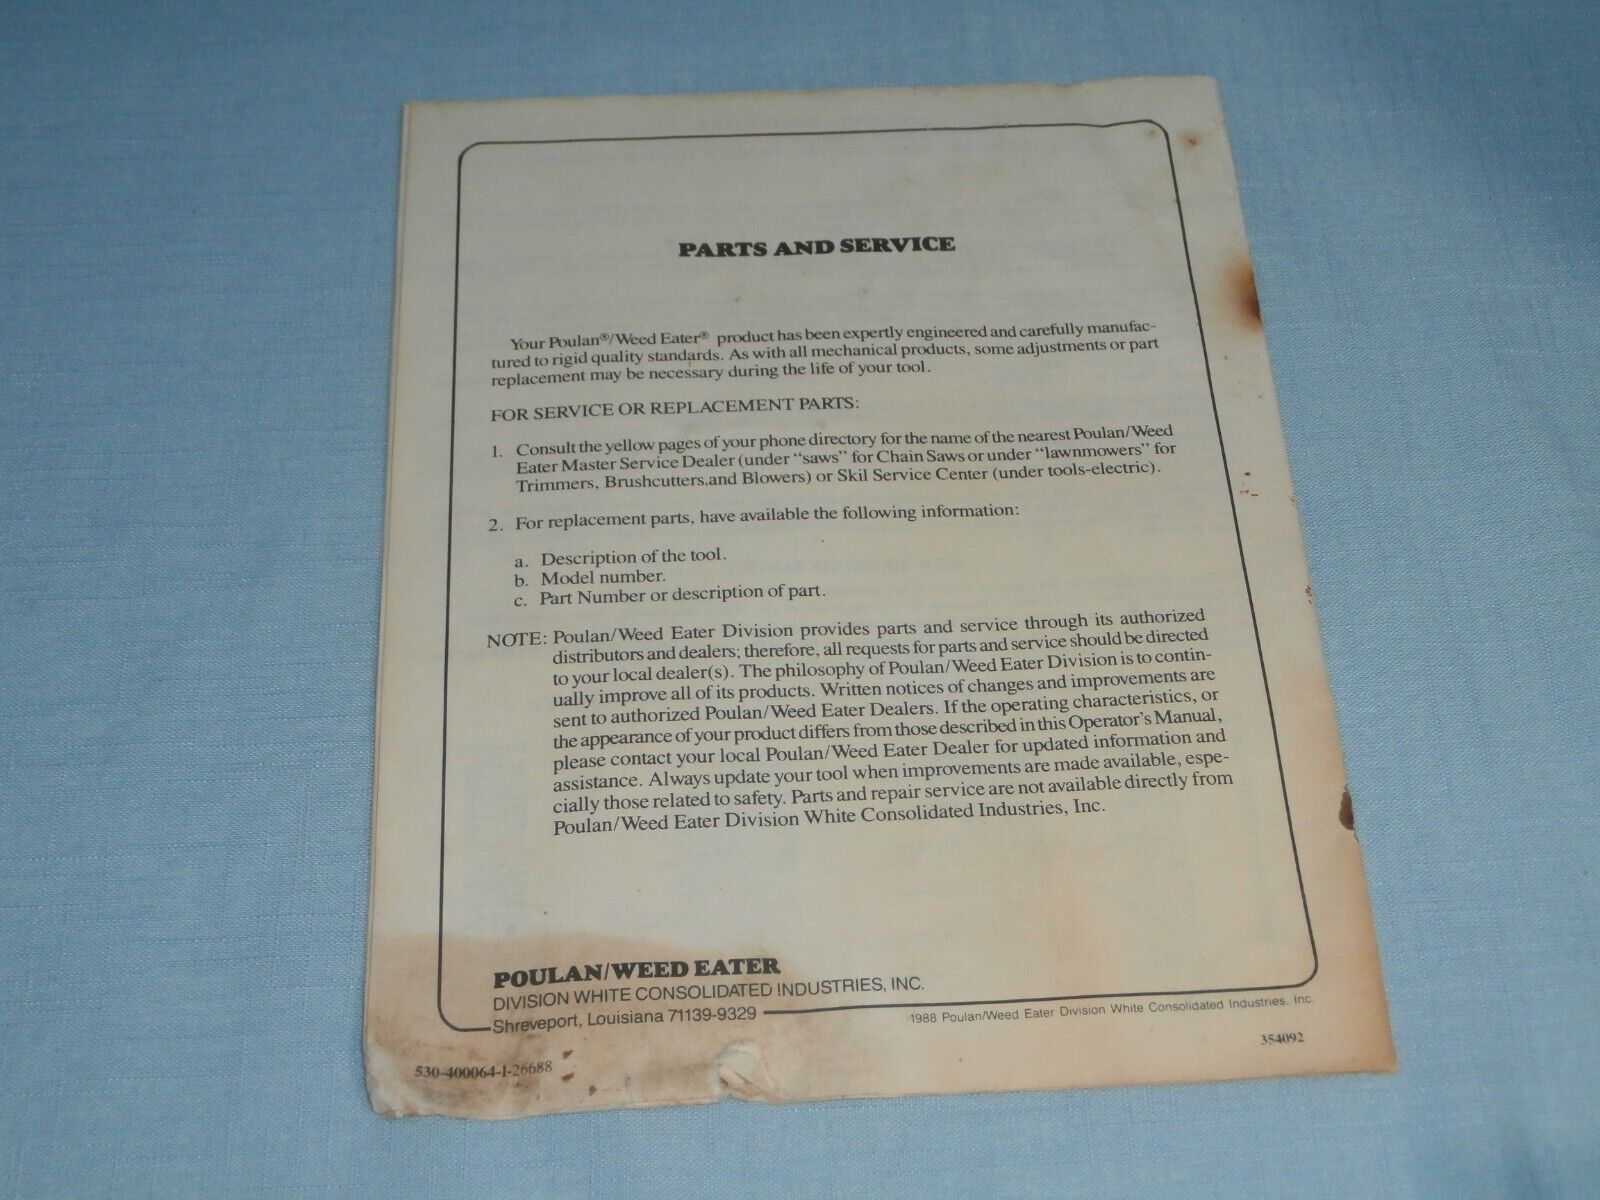 PARTS AND SERVICE
Your Poulan®/Weed Eater® product has been expertly engineered and carefully manufac-
tured to rigid quality standards. As with all mechanical products, some adjustments or part
replacement may be necessary during the life of your tool.
FOR SERVICE OR REPLACEMENT PARTS:
1. Consult the yellow pages of your phone directory for the name of the nearest Poulan/Weed
Eater Master Service Dealer (under "saws" for Chain Saws or under "lawnmowers" for
Trimmers, Brushcutters.and Blowers) or Skil Service Center (under tools-electric).
2. For replacement parts, have available the following information:
a. Description of the tool.
b. Model number.
c. Part Number or description of part.
NOTE: Poulan/Weed Eater Division provides parts and service through its authorized
distributors and dealers; therefore, all requests for parts and service should be directed
to your local dealer(s). The philosophy of Poulan/Weed Eater Division is to contin-
ually improve all of its products. Written notices of changes and improvements are
sent to authorized Poulan/Weed Eater Dealers. If the operating characteristics, or
the appearance of your product differs from those described in this Operator's Manual,
please contact your local Poulan/Weed Eater Dealer for updated information and
assistance. Always update your tool when improvements are made available, espe-
cially those related to safety. Parts and repair service are not available directly from
Poulan/Weed Eater Division White Consolidated Industries, Inc.
POULAN/WEED EATER
DIVISION WHITE CONSOLIDATED INDUSTRIES, INC.
Shreveport, Louisiana 71139-9329
1988 Poulan/Weed Eater Division White Consolidated Industries, Inc.
354092
530-400064-1-26688